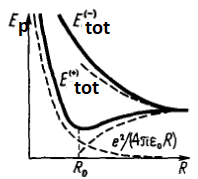 Ep
E(-)tot
E(+)tot
e²/(4πε₀R)
R₀
R